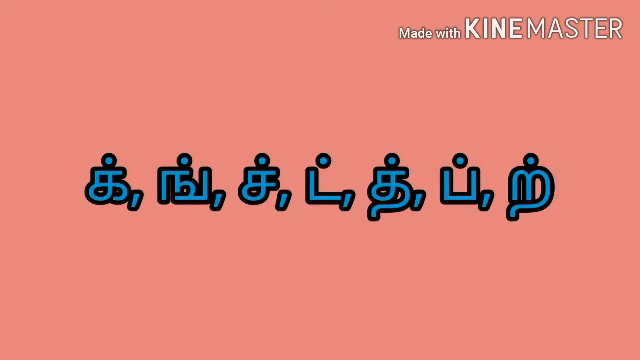 Made with KINEMASTER
க், ங், ச், ட், த், ப், ற்